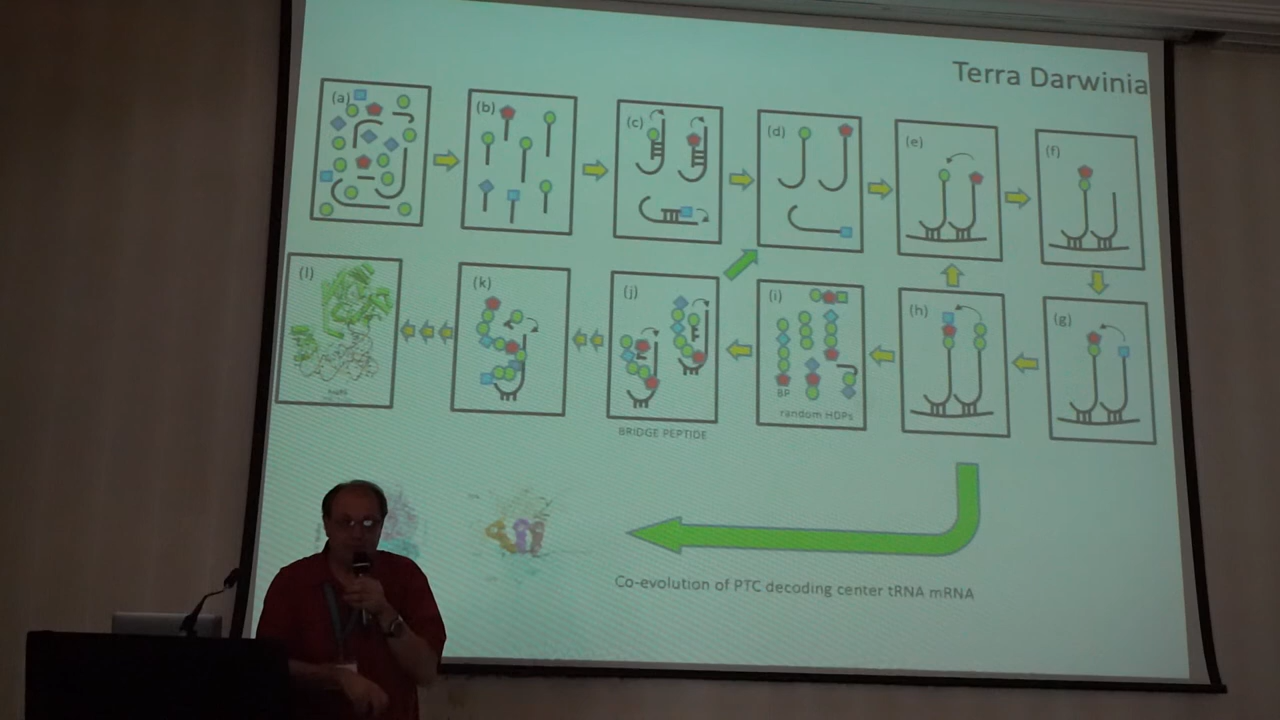 Terra Darwinia
(a)
(b)
(c)
(d)
(e)
(f)
(l)
(k)
(j)
(i)
(h)
(g)
BP
random HDPs
BRIDGE PEPTIDE
Co-evolution of PTC decoding center tRNA mRNA